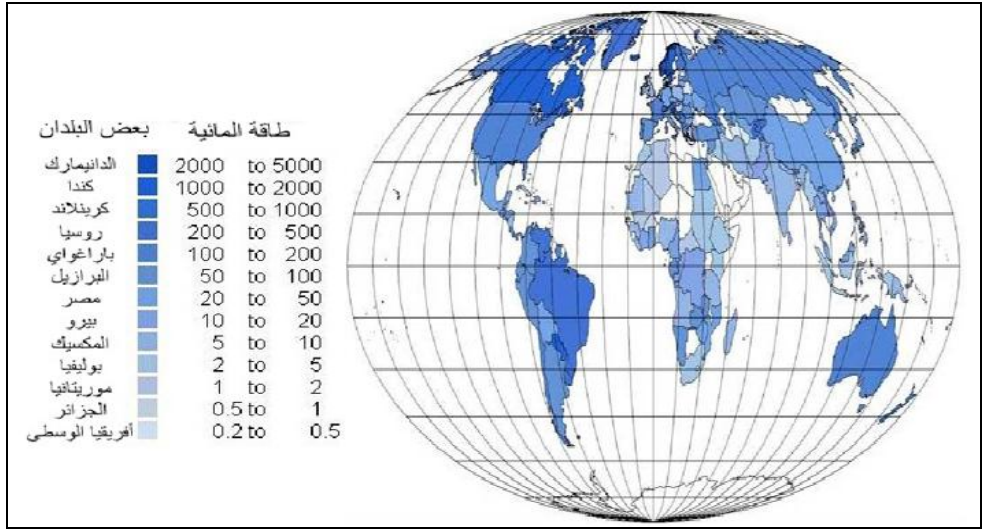 بعض البلدان طاقة المائية
الدانيمارك 2000 to 5000
كندا 1000 to 2000
كرينلاند 500 to 1000
روسيا 200 to 500
باراغواي 100 to 200
البرازيل 50 to 100
مصر 20 to 50
بيرو 10 to 20
المكسيك 5 to 10
بوليفيا 2 to 5
موريتانيا 1 to 2
الجزائر 0.5 to 1
أفريقيا الوسطى 0.2 to 0.5